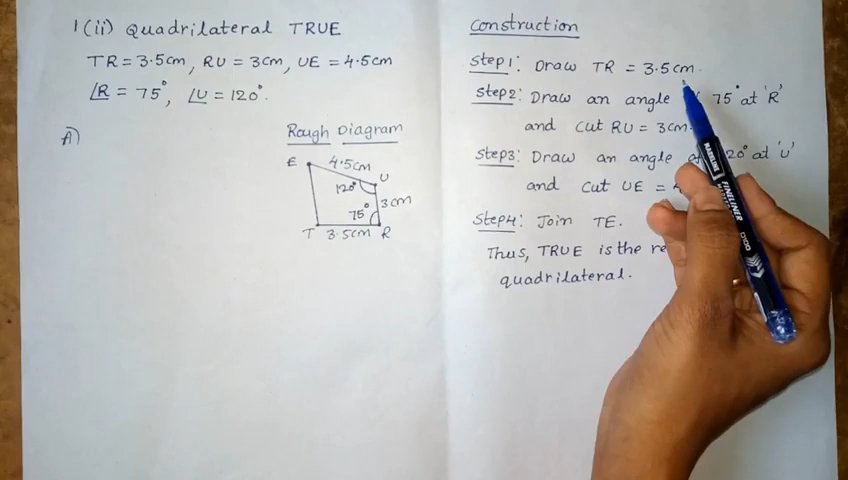 1(ii) Quadrilateral TRUE
TR = 3.5cm, RU = 3cm, UE = 4.5cm
∠R = 75°, ∠U = 120°.
A)
Rough Diagram
E 4.5cm U
120°
3cm
75°
T 3.5cm R
Construction
Step1: Draw TR = 3.5cm.
Step2: Draw an angle 75° at 'R'
and cut RU = 3cm.
Step3: Draw an angle 120° at 'U'
and cut UE =
Step4: Join TE.
Thus, TRUE is the
quadrilateral.
FINELINER